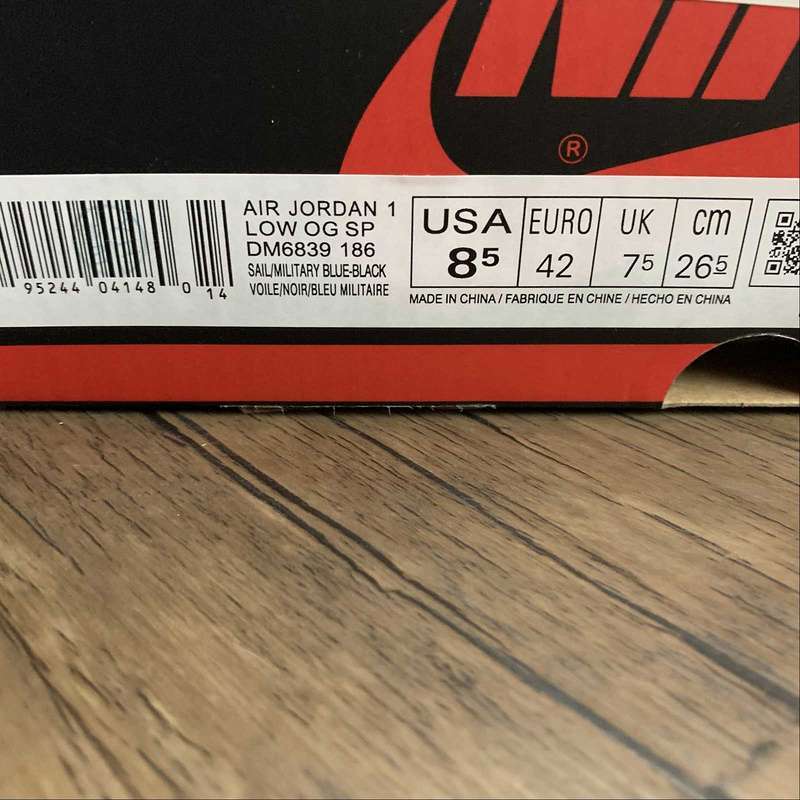 ®
AIR JORDAN 1
LOW OG SP
DM6839 186
SAIL/MILITARY BLUE-BLACK
VOILE/NOIR/BLEU MILITAIRE
95244 04148 0 14
USA EURO UK cm
8⁵ 42 7⁵ 26⁵
MADE IN CHINA / FABRIQUE EN CHINE / HECHO EN CHINA